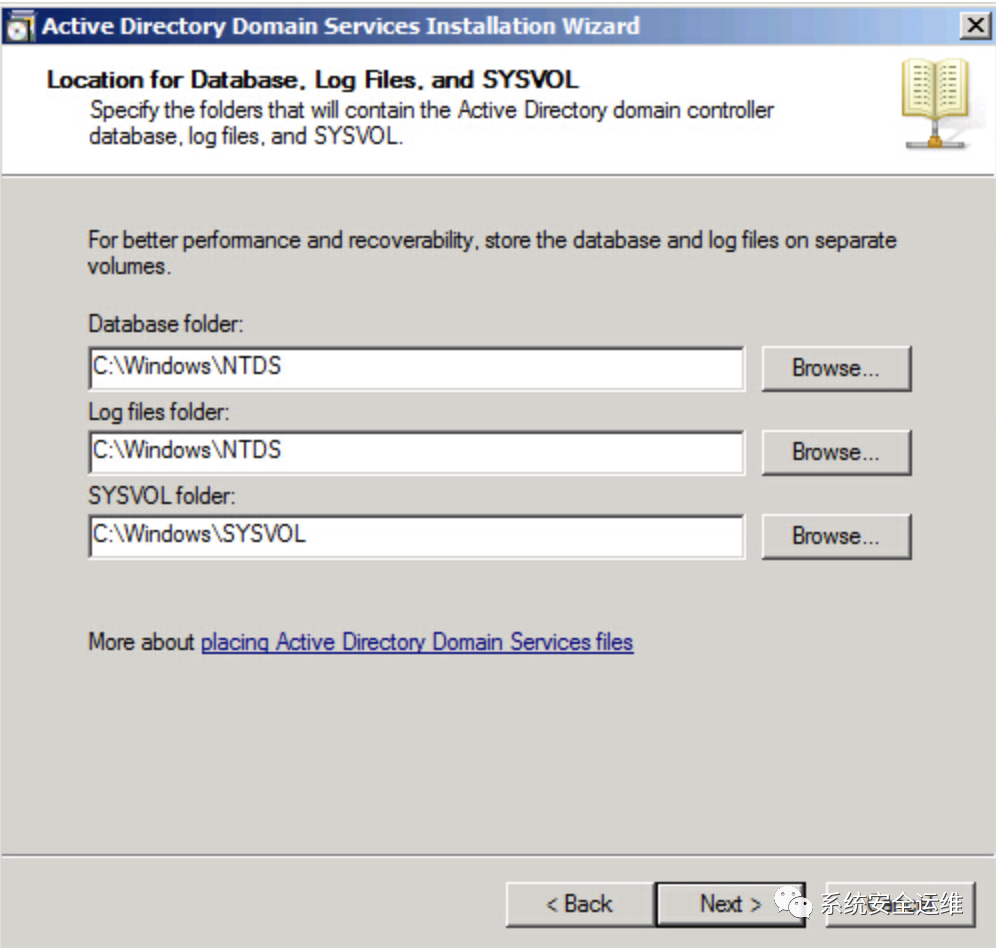 Active Directory Domain Services Installation Wizard
Location for Database, Log Files, and SYSVOL
Specify the folders that will contain the Active Directory domain controller
database, log files, and SYSVOL.
For better performance and recoverability, store the database and log files on separate
volumes.
Database folder:
C:\Windows\NTDS
Browse...
Log files folder:
C:\Windows\NTDS
Browse...
SYSVOL folder:
C:\Windows\SYSVOL
Browse...
More about placing Active Directory Domain Services files
< Back
Next >
系统安全运维